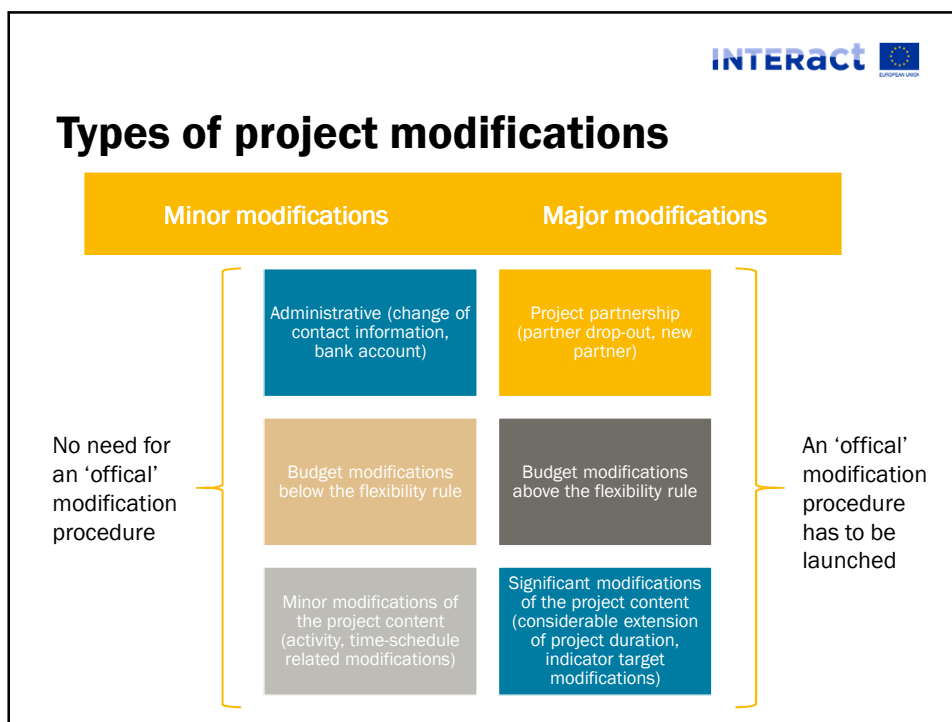 INTERact
EUROPEAN UNION
Types of project modifications
Minor modifications
Major modifications
No need for
an ‘offical’
modification
procedure
Administrative (change of
contact information,
bank account)
Budget modifications
below the flexibility rule
Minor modifications of
the project content
(activity, time-schedule
related modifications)
Project partnership
(partner drop-out, new
partner)
Budget modifications
above the flexibility rule
Significant modifications
of the project content
(considerable extension
of project duration,
indicator target
modifications)
An ‘offical’
modification
procedure
has to be
launched